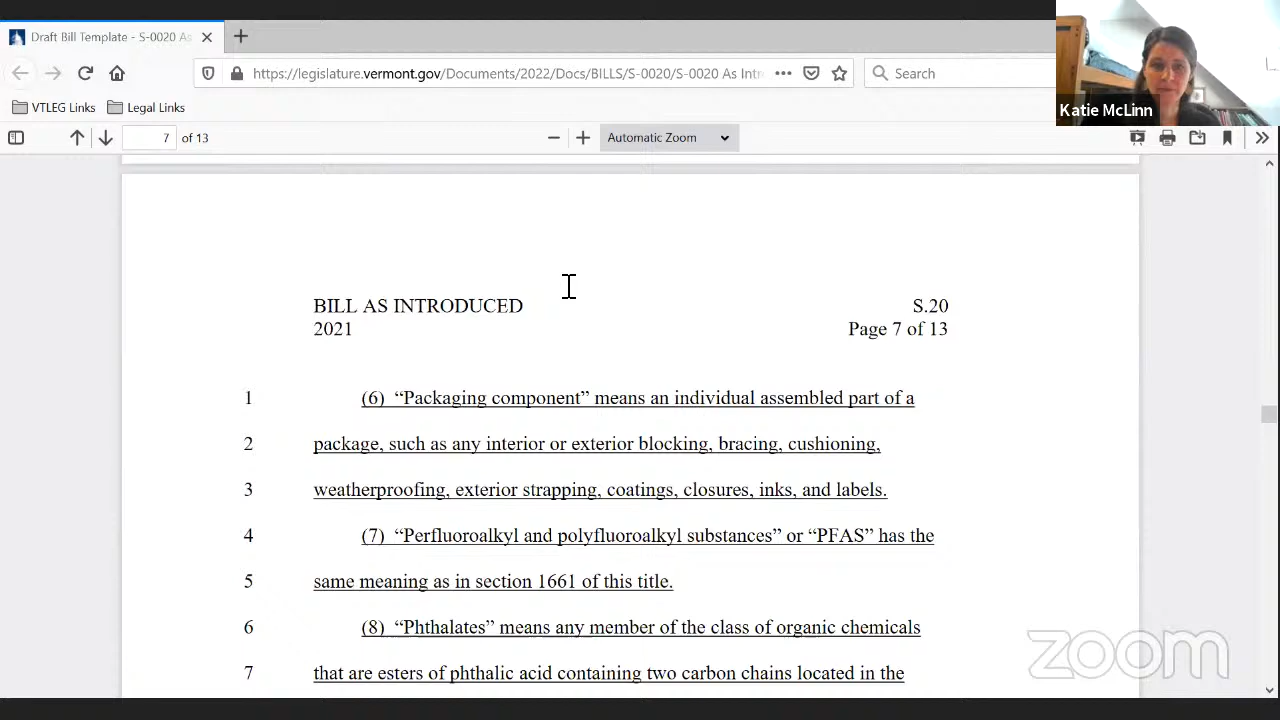 Draft Bill Template - S-0020 As
https://legislature.vermont.gov/Documents/2022/Docs/BILLS/S-0020/S-0020 As Intr
Search
VTLEG Links
Legal Links
Katie McLinn
7 of 13
Automatic Zoom
BILL AS INTRODUCED S.20
2021 Page 7 of 13
1 (6) “Packaging component” means an individual assembled part of a
2 package, such as any interior or exterior blocking, bracing, cushioning,
3 weatherproofing, exterior strapping, coatings, closures, inks, and labels.
4 (7) “Perfluoroalkyl and polyfluoroalkyl substances” or “PFAS” has the
5 same meaning as in section 1661 of this title.
6 (8) “Phthalates” means any member of the class of organic chemicals
7 that are esters of phthalic acid containing two carbon chains located in the
zoom